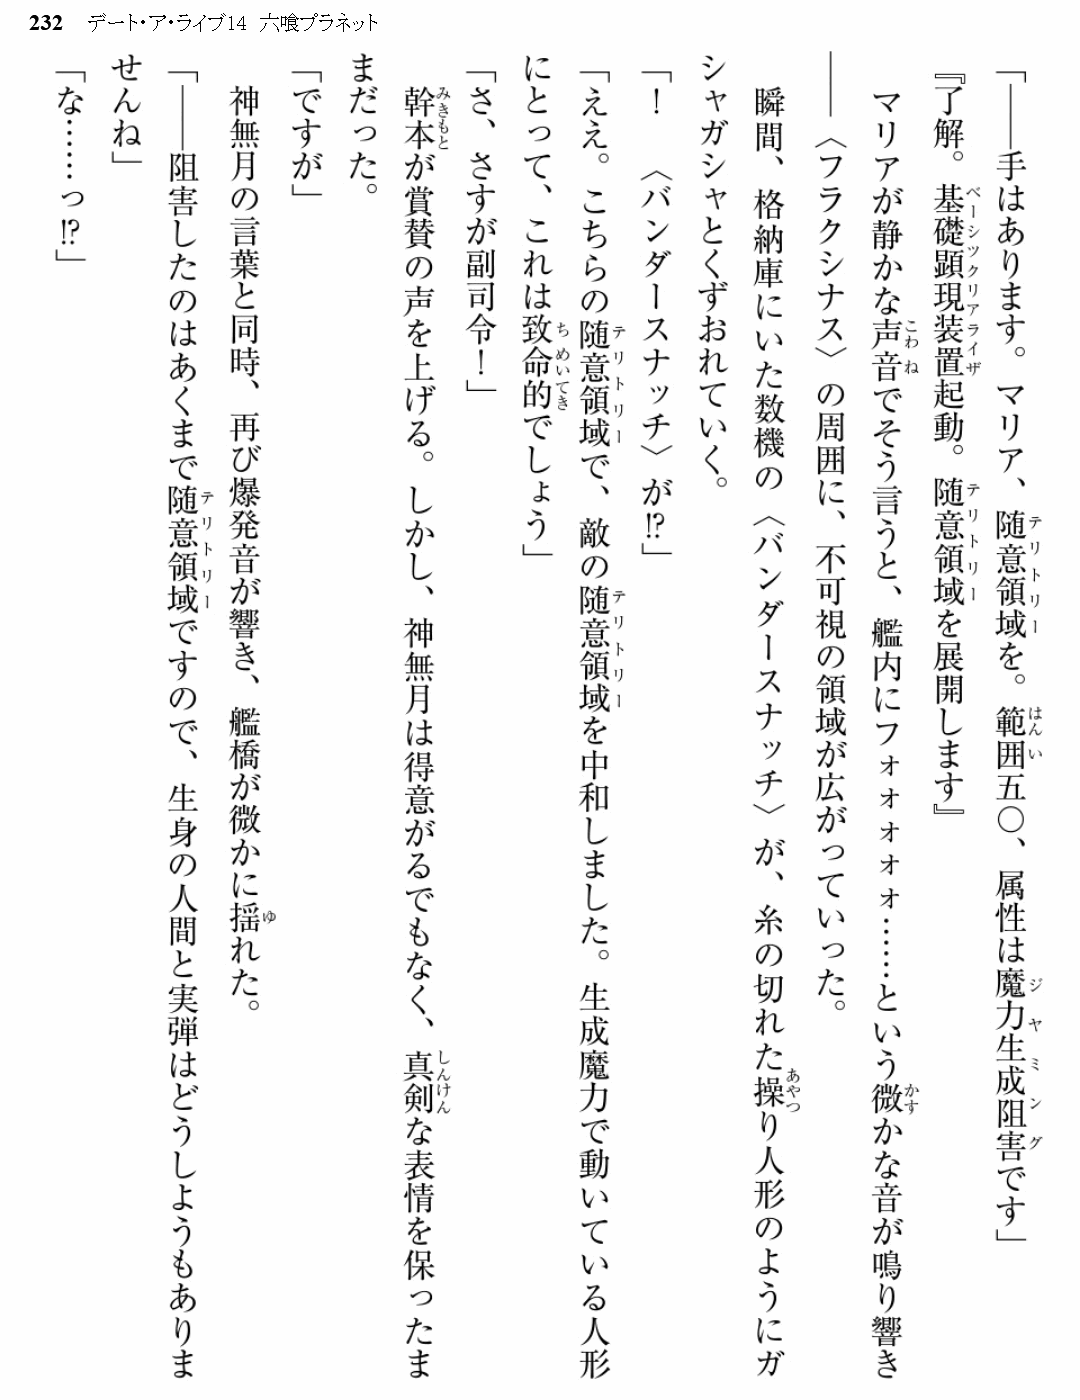 232 デート・ア・ライブ14 六喰プラネット
「――手はあります。マリア、随意領域を。範囲五〇、属性は魔力生成阻害です」
『了解。基礎顕現装置起動。随意領域を展開します』
マリアが静かな声音でそう言うと、艦内にフォォォォォ……という微かな音が鳴り響き
――〈フラクシナス〉の周囲に、不可視の領域が広がっていった。
瞬間、格納庫にいた数機の〈バンダースナッチ〉が、糸の切れた操り人形のようにガ
シャガシャとくずおれていく。
「！　〈バンダースナッチ〉が!?」
「ええ。こちらの随意領域で、敵の随意領域を中和しました。生成魔力で動いている人形
にとって、これは致命的でしょう」
「さ、さすが副司令！」
幹本が賞賛の声を上げる。しかし、神無月は得意がるでもなく、真剣な表情を保ったま
まだった。
「ですが」
神無月の言葉と同時、再び爆発音が響き、艦橋が微かに揺れた。
「――阻害したのはあくまで随意領域ですので、生身の人間と実弾はどうしようもありま
せんね」
「な……っ!?」